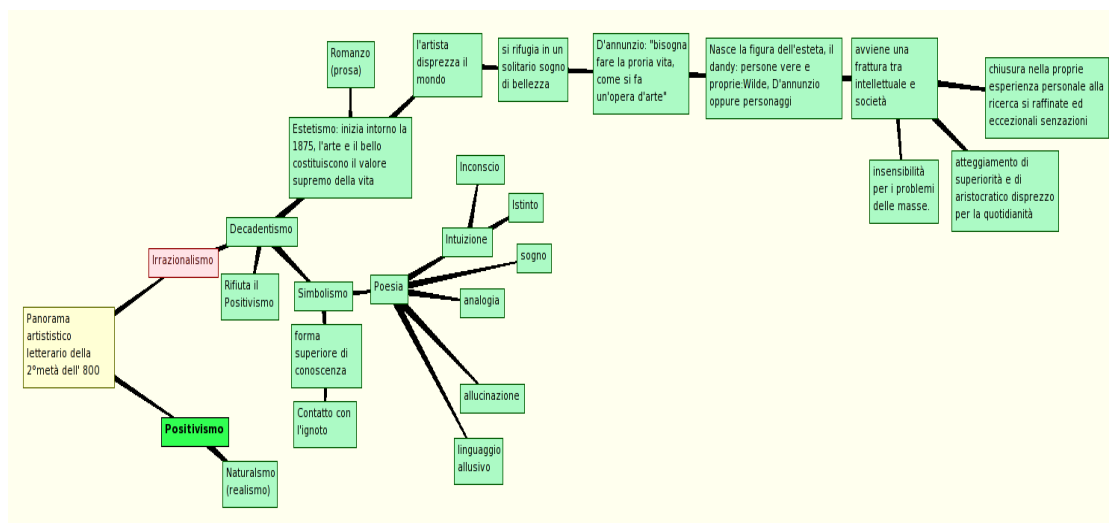 Panorama
artististico
letterario della
2°metà dell' 800
Irrazionalismo
Decadentismo
Rifiuta il
Positivismo
Estetismo: inizia intorno la
1875, l'arte e il bello
costituiscono il valore
supremo della vita
Romanzo
(prosa)
l'artista
disprezza il
mondo
si rifugia in un
solitario sogno
di bellezza
D'annunzio: "bisogna
fare la proria vita,
come si fa
un'opera d'arte"
Nasce la figura dell'esteta, il
dandy: persone vere e
proprie:Wilde, D'annunzio
oppure personaggi
avviene una
frattura tra
intellettuale e
società
chiusura nella proprie
esperienza personale alla
ricerca si raffinate ed
eccezionali senzazioni
insensibilità
per i problemi
delle masse.
atteggiamento di
superiorità e di
aristocratico disprezzo
per la quotidianità
Simbolismo
forma
superiore di
conoscenza
Contatto con
l'ignoto
Poesia
Intuizione
Inconscio
Istinto
sogno
analogia
allucinazione
linguaggio
allusivo
Positivismo
Naturalsmo
(realismo)